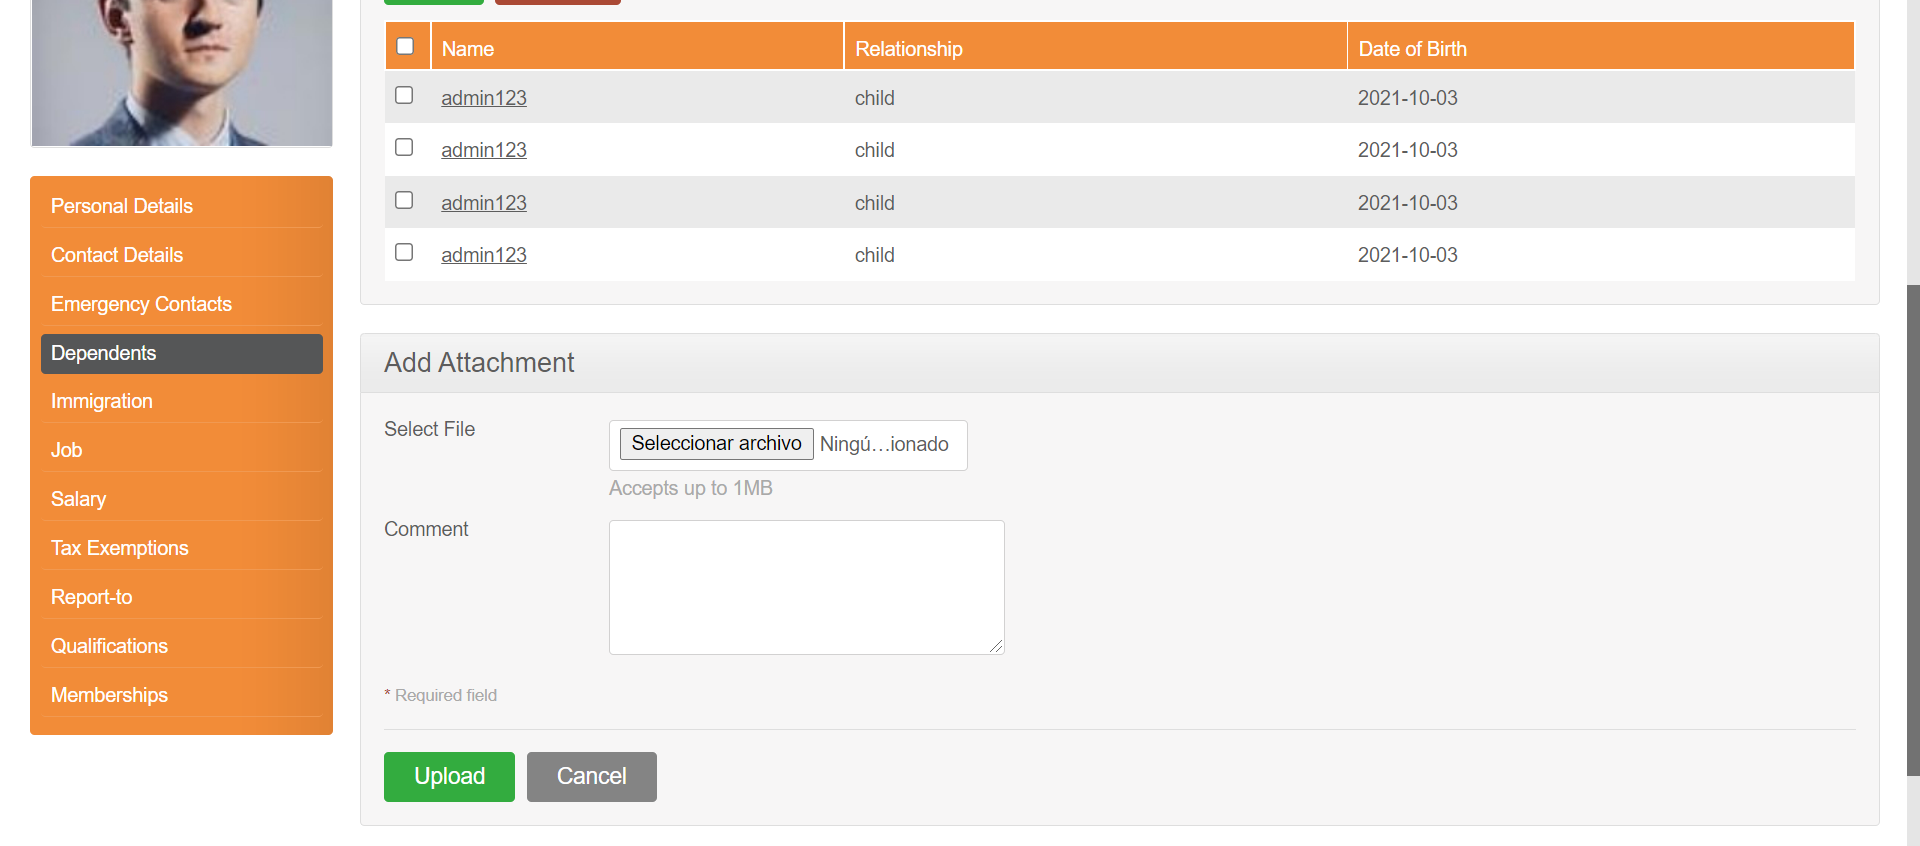 Name Relationship Date of Birth
admin123 child 2021-10-03
admin123 child 2021-10-03
admin123 child 2021-10-03
admin123 child 2021-10-03
Personal Details
Contact Details
Emergency Contacts
Dependents
Immigration
Job
Salary
Tax Exemptions
Report-to
Qualifications
Memberships
Add Attachment
Select File
Seleccionar archivo Ningú…ionado
Accepts up to 1MB
Comment
* Required field
Upload Cancel